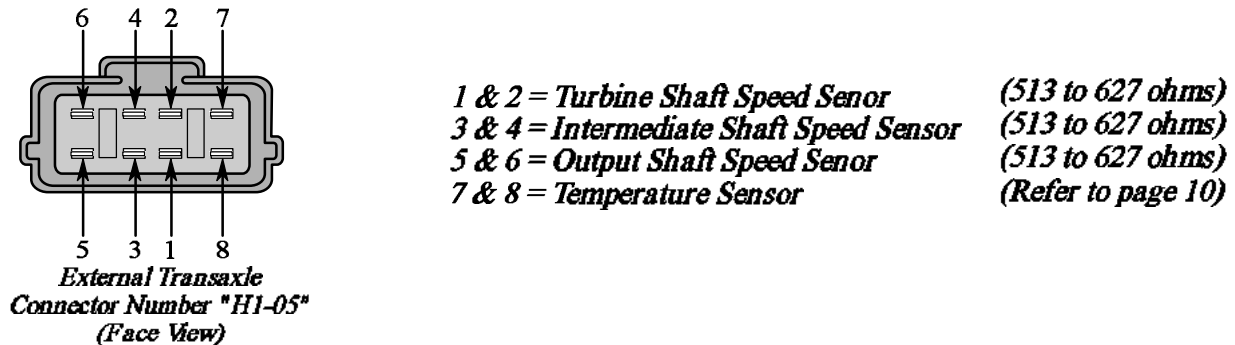 6 4 2 7
5 3 1 8
External Transaxle
Connector Number "H1-05"
(Face View)
1 & 2 = Turbine Shaft Speed Senor (513 to 627 ohms)
3 & 4 = Intermediate Shaft Speed Sensor (513 to 627 ohms)
5 & 6 = Output Shaft Speed Senor (513 to 627 ohms)
7 & 8 = Temperature Sensor (Refer to page 10)